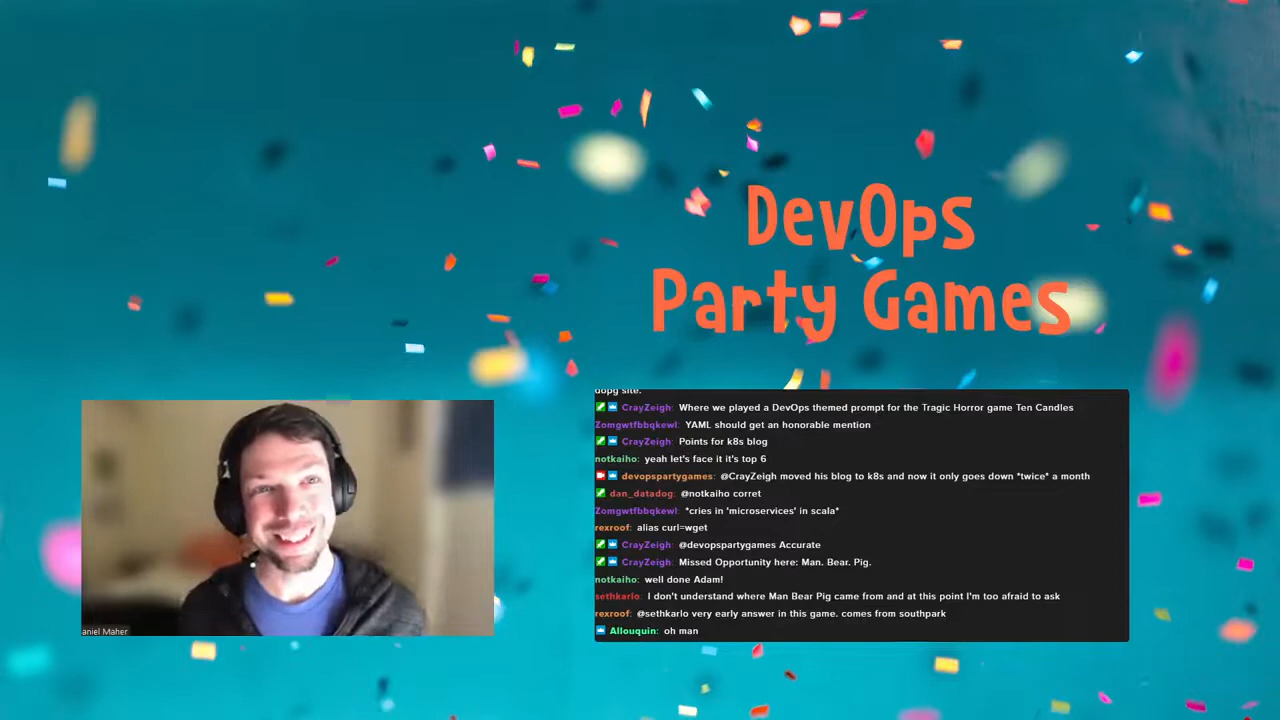 DevOps
Party Games
dopg site.
CrayZeigh: Where we played a DevOps themed prompt for the Tragic Horror game Ten Candles
Zomgwtfbbqkewl: YAML should get an honorable mention
CrayZeigh: Points for k8s blog
notkaiho: yeah let's face it it's top 6
devopspartygames: @CrayZeigh moved his blog to k8s and now it only goes down *twice* a month
dan_datadog: @notkaiho corret
Zomgwtfbbqkewl: *cries in 'microservices' in scala*
rexroof: alias curl=wget
CrayZeigh: @devopspartygames Accurate
CrayZeigh: Missed Opportunity here: Man. Bear. Pig.
notkaiho: well done Adam!
sethkarlo: I don't understand where Man Bear Pig came from and at this point I'm too afraid to ask
rexroof: @sethkarlo very early answer in this game. comes from southpark
Allouquin: oh man
aniel Maher